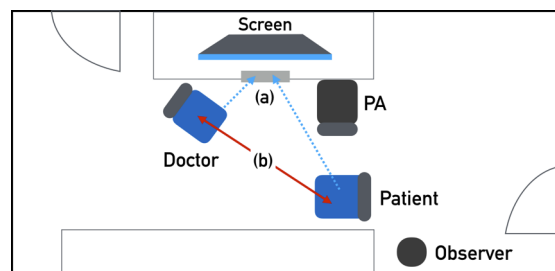 Screen
(a)
PA
Doctor
(b)
Patient
Observer